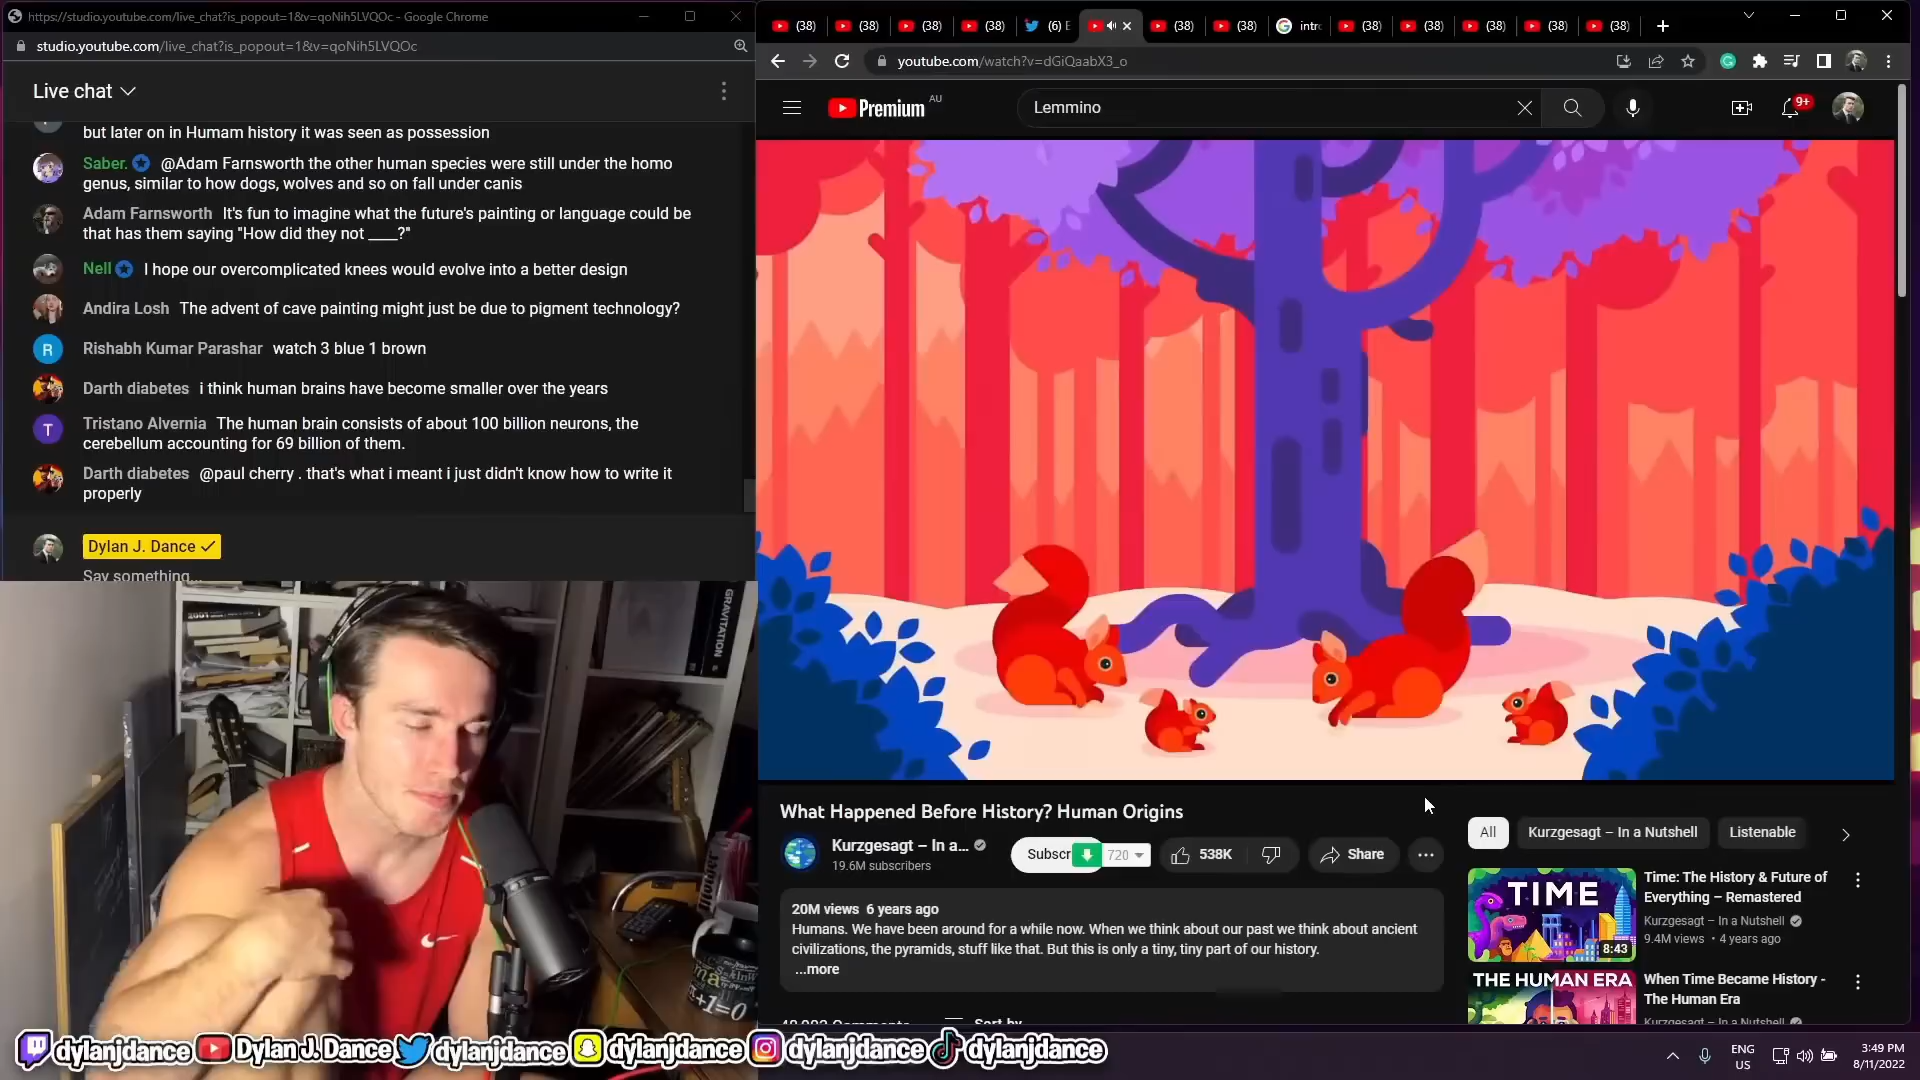 https://studio.youtube.com/live_chat?is_popout=1&v=qoNih5LVQOc - Google Chrome
studio.youtube.com/live_chat?is_popout=1&v=qoNih5LVQOc
Live chat
but later on in Humam history it was seen as possession
Saber. @Adam Farnsworth the other human species were still under the homo
genus, similar to how dogs, wolves and so on fall under canis
Adam Farnsworth It's fun to imagine what the future's painting or language could be
that has them saying "How did they not ____?"
Nell I hope our overcomplicated knees would evolve into a better design
Andira Losh The advent of cave painting might just be due to pigment technology?
R
Rishabh Kumar Parashar watch 3 blue 1 brown
Darth diabetes i think human brains have become smaller over the years
T
Tristano Alvernia The human brain consists of about 100 billion neurons, the
cerebellum accounting for 69 billion of them.
Darth diabetes @paul cherry . that's what i meant i just didn't know how to write it
properly
Dylan J. Dance
Say something...
(38) (38) (38) (38) (6) E (38) (38) intr (38) (38) (38) (38) (38)
youtube.com/watch?v=dGiQaabX3_o
Premium AU
Lemmino
9+
What Happened Before History? Human Origins
Kurzgesagt – In a...
19.6M subscribers
Subscr
720
538K
Share
All
Kurzgesagt – In a Nutshell
Listenable
20M views 6 years ago
Humans. We have been around for a while now. When we think about our past we think about ancient
civilizations, the pyramids, stuff like that. But this is only a tiny, tiny part of our history.
...more
Sort by
TIME
8:43
Time: The History & Future of
Everything – Remastered
Kurzgesagt – In a Nutshell
9.4M views • 4 years ago
THE HUMAN ERA
When Time Became History -
The Human Era
Kurzgesagt – In a Nutshell
GRAVITATION
dylanjdance
Dylan J. Dance
dylanjdance
dylanjdance
dylanjdance
dylanjdance
ENG
US
3:49 PM
8/11/2022